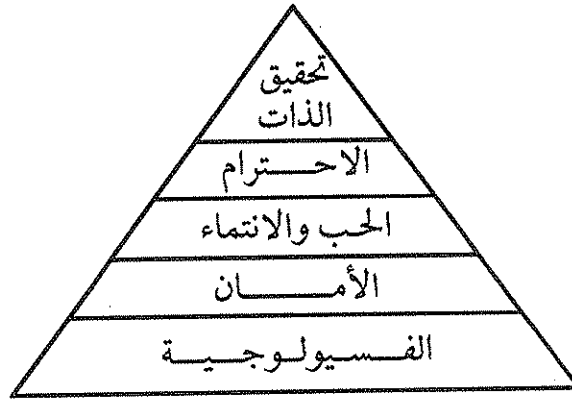 تحقيق
الذات
الاحترام
الحب والانتماء
الأمان
الفسيولوجية